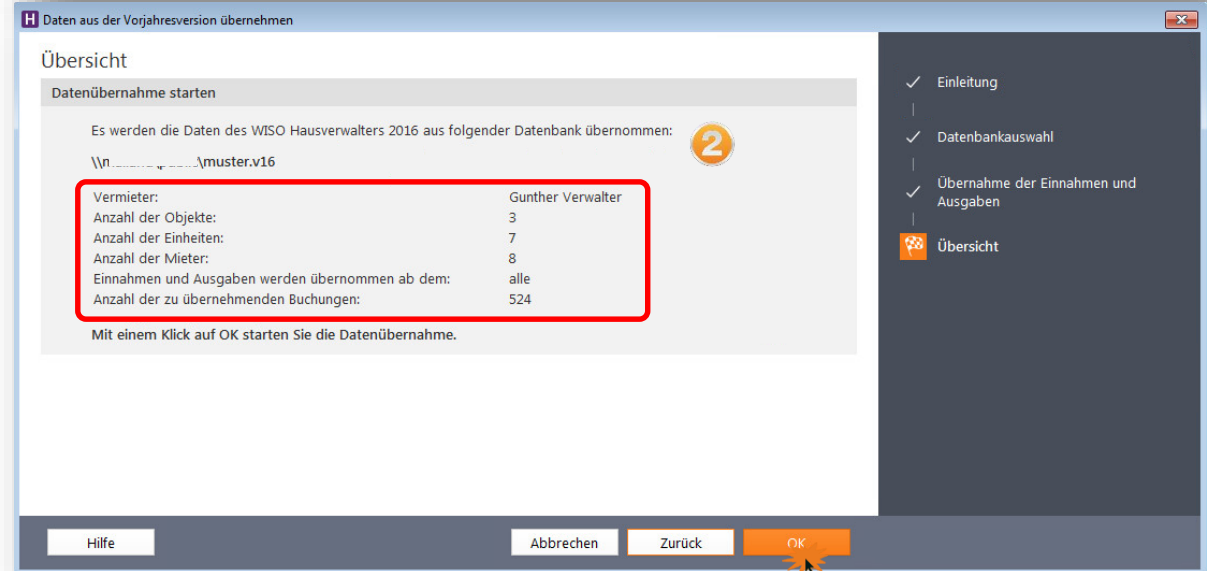 H Daten aus der Vorjahresversion übernehmen
Übersicht
Datenübernahme starten
Es werden die Daten des WISO Hausverwalters 2016 aus folgender Datenbank übernommen:
2
\muster.v16
Vermieter: Gunther Verwalter
Anzahl der Objekte: 3
Anzahl der Einheiten: 7
Anzahl der Mieter: 8
Einnahmen und Ausgaben werden übernommen ab dem: alle
Anzahl der zu übernehmenden Buchungen: 524
Mit einem Klick auf OK starten Sie die Datenübernahme.
Einleitung
Datenbankauswahl
Übernahme der Einnahmen und
Ausgaben
Übersicht
Hilfe
Abbrechen
Zurück
OK